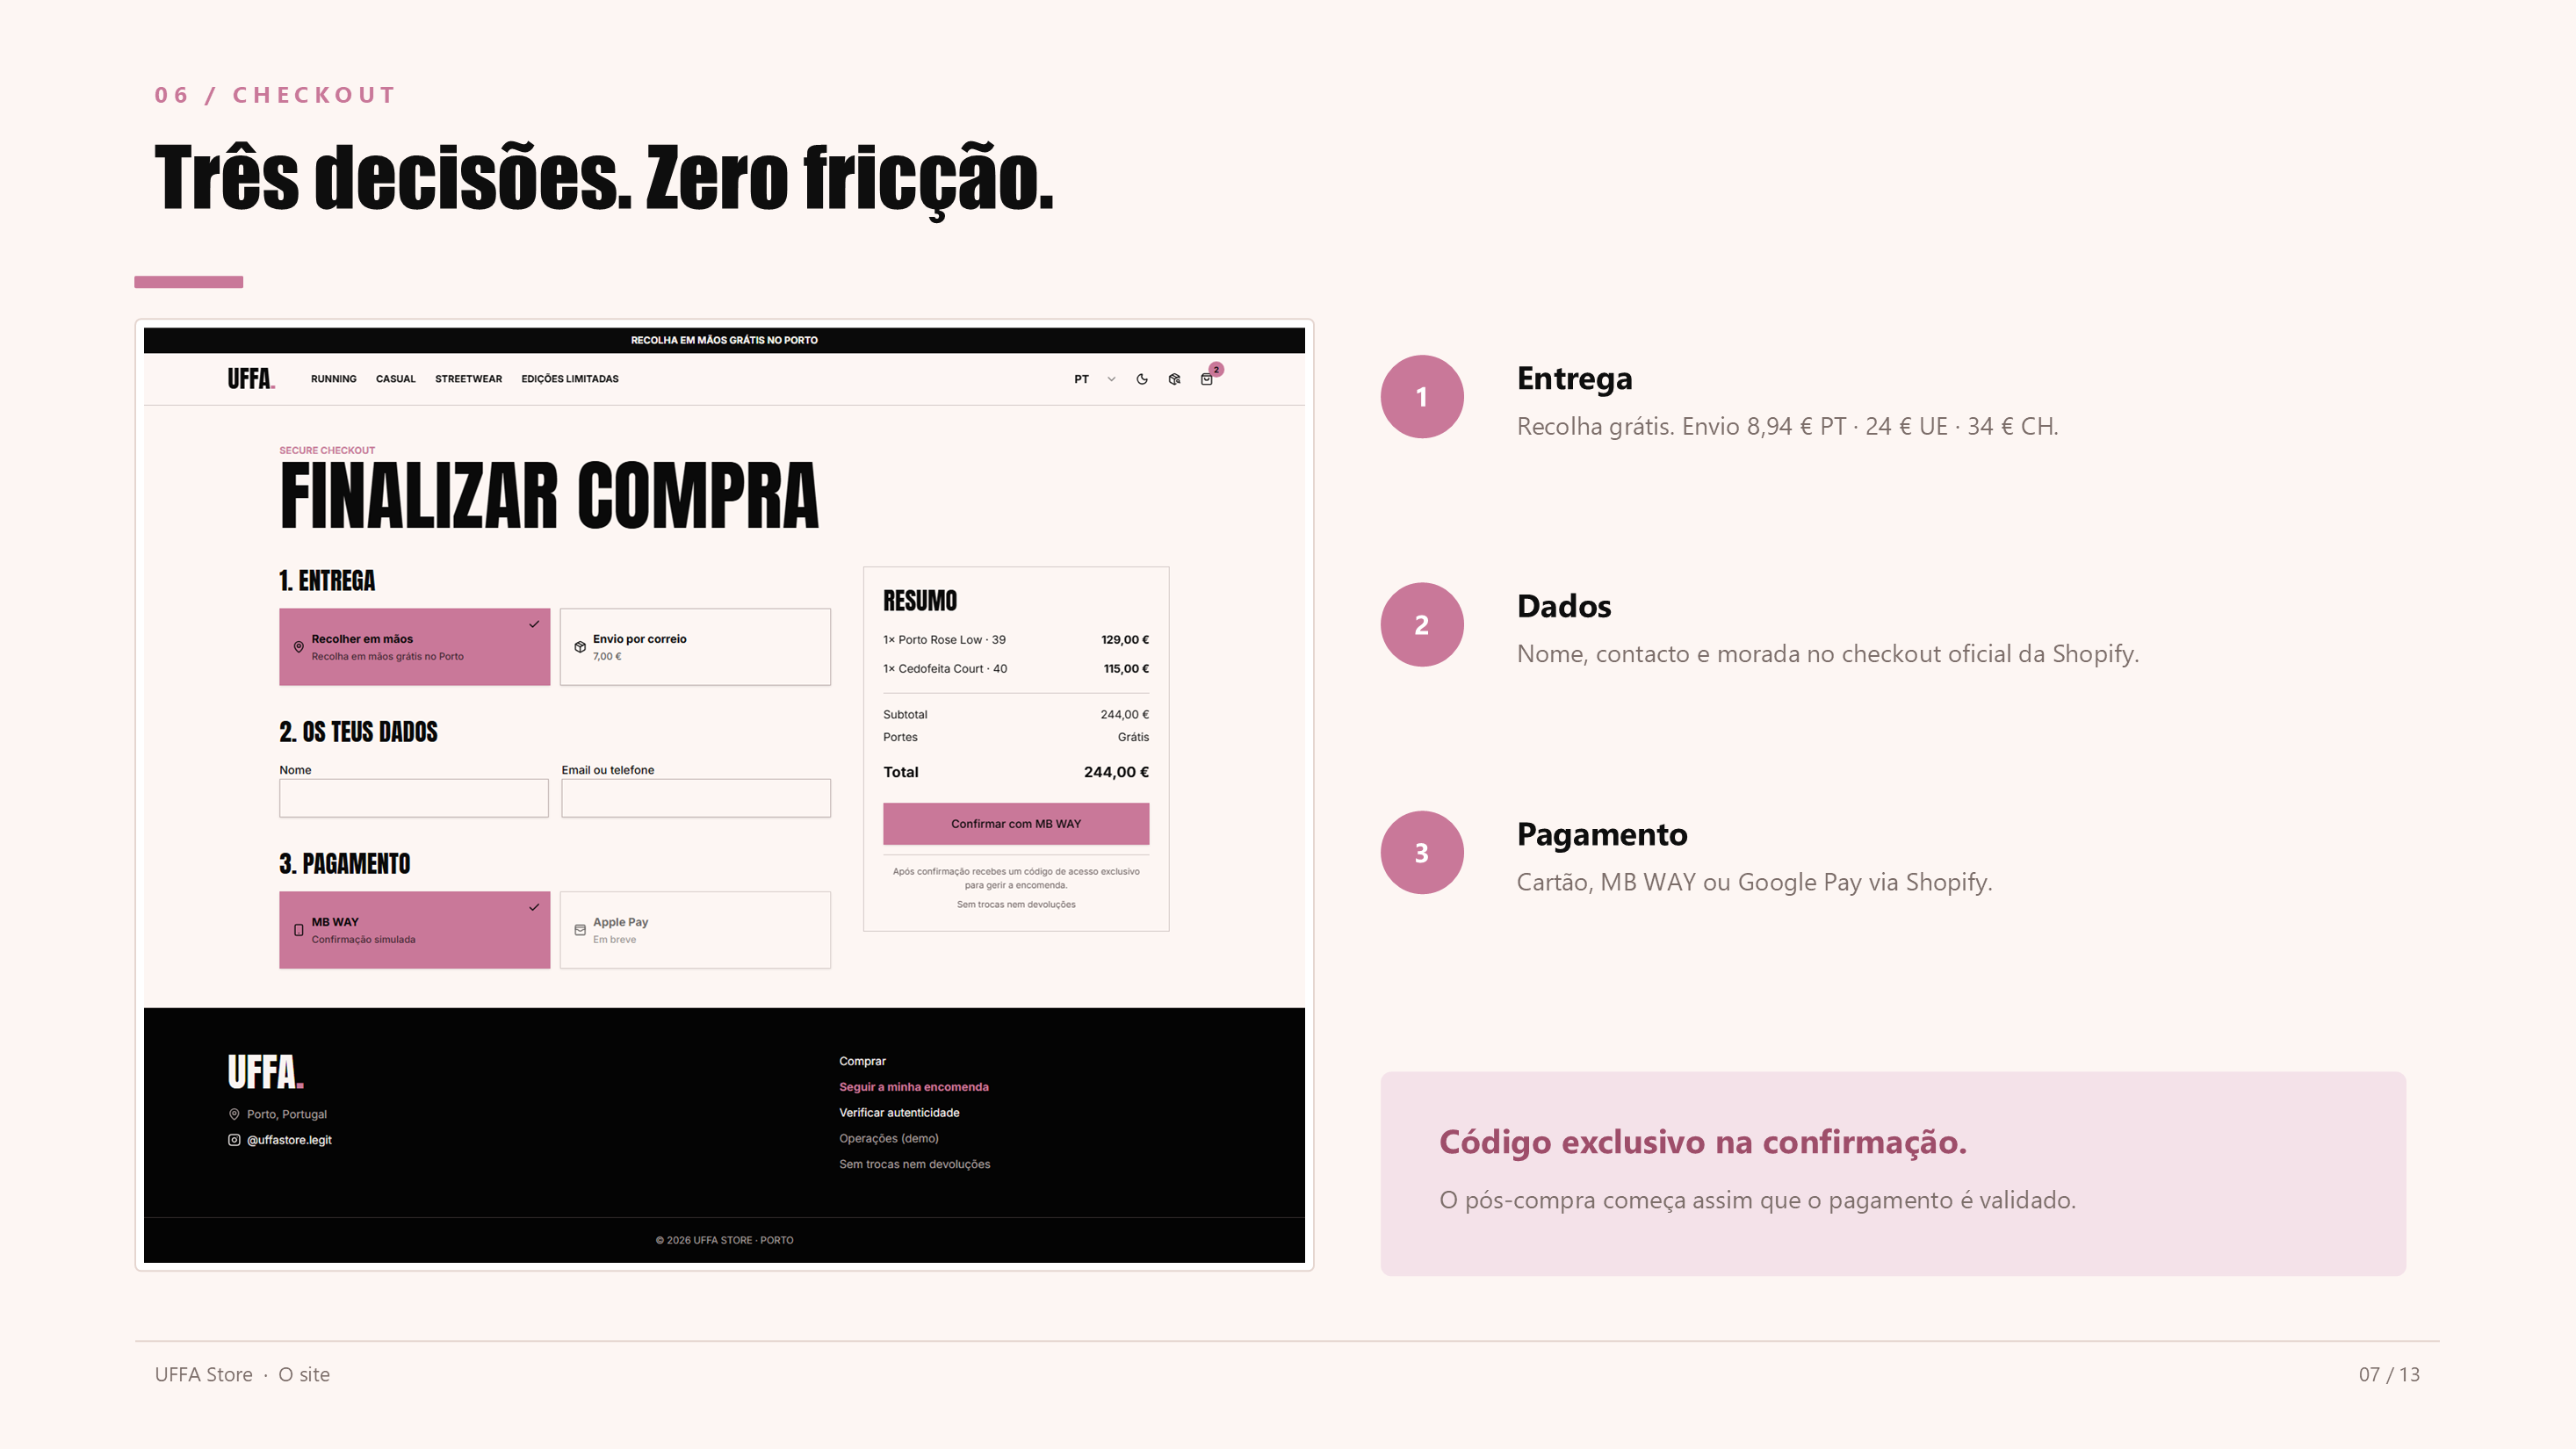 06 / CHECKOUT
Três decisões. Zero fricção.
RECOLHA EM MÃOS GRÁTIS NO PORTO
UFFA.
RUNNING
CASUAL
STREETWEAR
EDIÇÕES LIMITADAS
PT
2
SECURE CHECKOUT
FINALIZAR COMPRA
1. ENTREGA
Recolher em mãos
Recolha em mãos grátis no Porto
Envio por correio
7,00 €
2. OS TEUS DADOS
Nome
Email ou telefone
3. PAGAMENTO
MB WAY
Confirmação simulada
Apple Pay
Em breve
RESUMO
1× Porto Rose Low · 39 129,00 €
1× Cedofeita Court · 40 115,00 €
Subtotal 244,00 €
Portes Grátis
Total 244,00 €
Confirmar com MB WAY
Após confirmação recebes um código de acesso exclusivo
para gerir a encomenda.
Sem trocas nem devoluções
UFFA.
Porto, Portugal
@uffastore.legit
Comprar
Seguir a minha encomenda
Verificar autenticidade
Operações (demo)
Sem trocas nem devoluções
© 2026 UFFA STORE · PORTO
1
Entrega
Recolha grátis. Envio 8,94 € PT · 24 € UE · 34 € CH.
2
Dados
Nome, contacto e morada no checkout oficial da Shopify.
3
Pagamento
Cartão, MB WAY ou Google Pay via Shopify.
Código exclusivo na confirmação.
O pós-compra começa assim que o pagamento é validado.
UFFA Store · O site
07 / 13